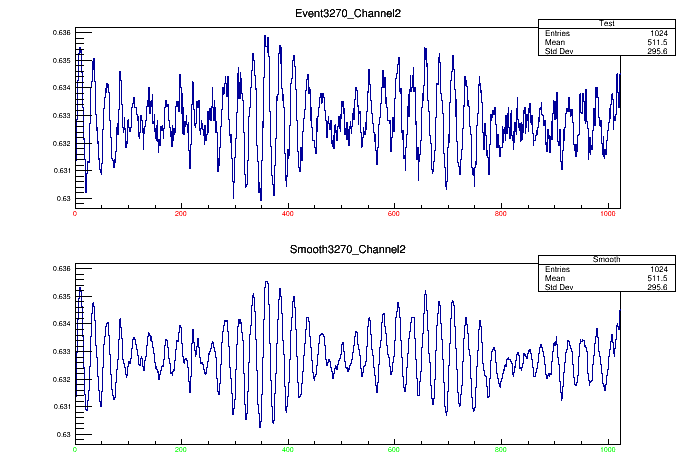 Event3270_Channel2
Test
Entries 1024
Mean 511.5
Std Dev 295.6
0.636
0.635
0.634
0.633
0.632
0.631
0.63
0 200 400 600 800 1000
Smooth3270_Channel2
Smooth
Entries 1024
Mean 511.5
Std Dev 295.6
0.636
0.635
0.634
0.633
0.632
0.631
0.63
0 200 400 600 800 1000